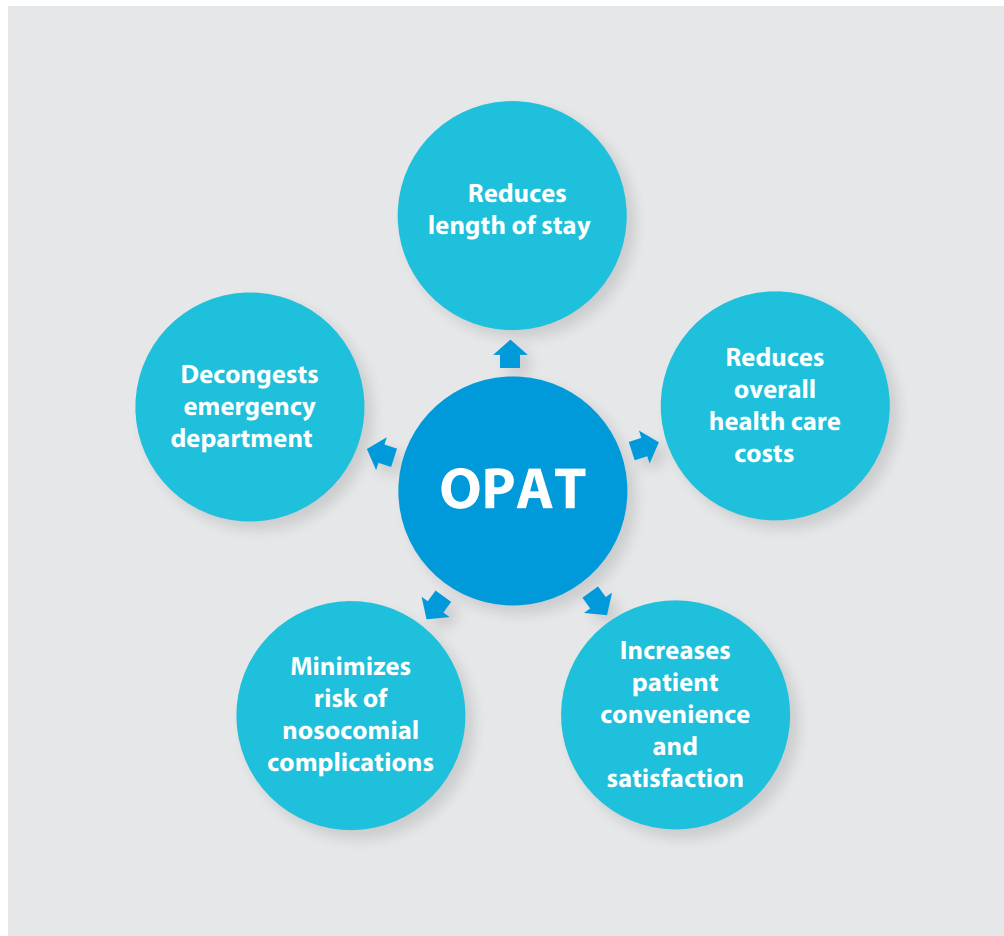 Reduces
length of stay
Decongests
emergency
department
Reduces
overall
health care
costs
OPAT
Minimizes
risk of
nosocomial
complications
Increases
patient
convenience
and
satisfaction